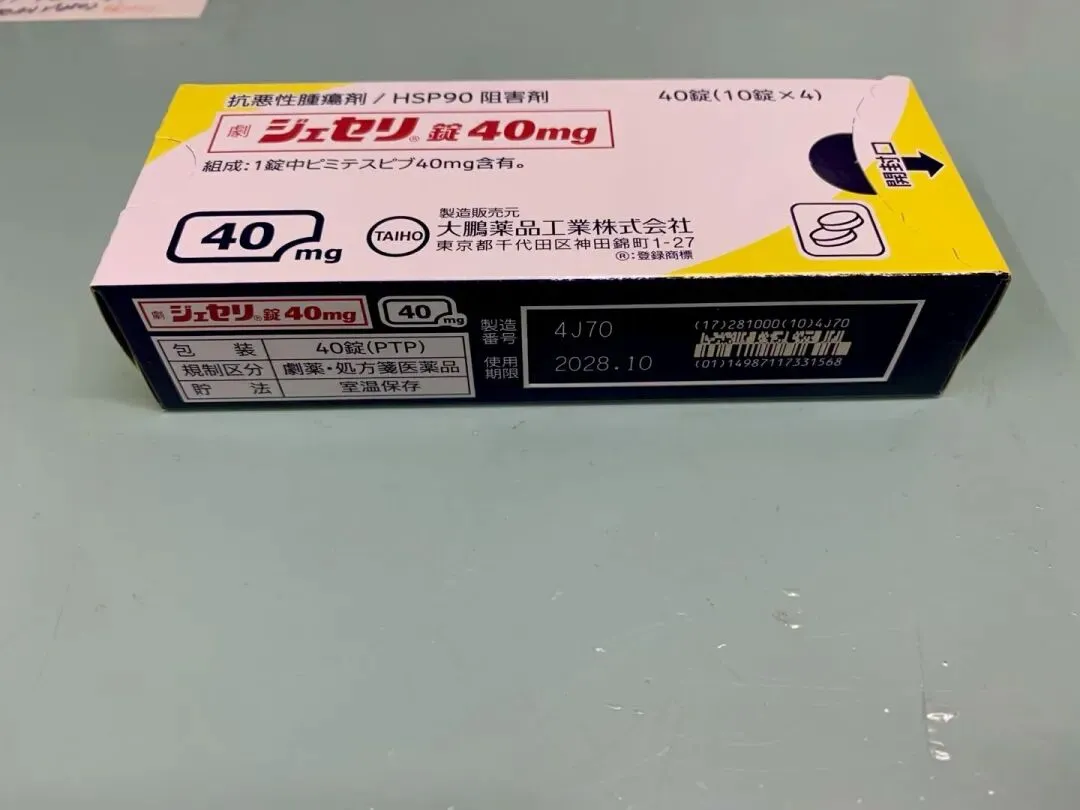 抗悪性腫瘍剤/HSP90 阻害剤
40錠(10錠×4)
劇 ジェセリ®錠 40mg
組成:1錠中ピミテスピブ40mg含有。
開封口
40 mg
TAIHO
製造販売元
大鵬薬品工業株式会社
東京都千代田区神田錦町1-27
®:登録商標
劇 ジェセリ®錠 40mg
40 mg
包 装 40錠(PTP)
規制区分 劇薬・処方箋医薬品
貯 法 室温保存
製造番号 4J70
使用期限 2028.10
(17)281000(10)4J70
(01)14987117331568